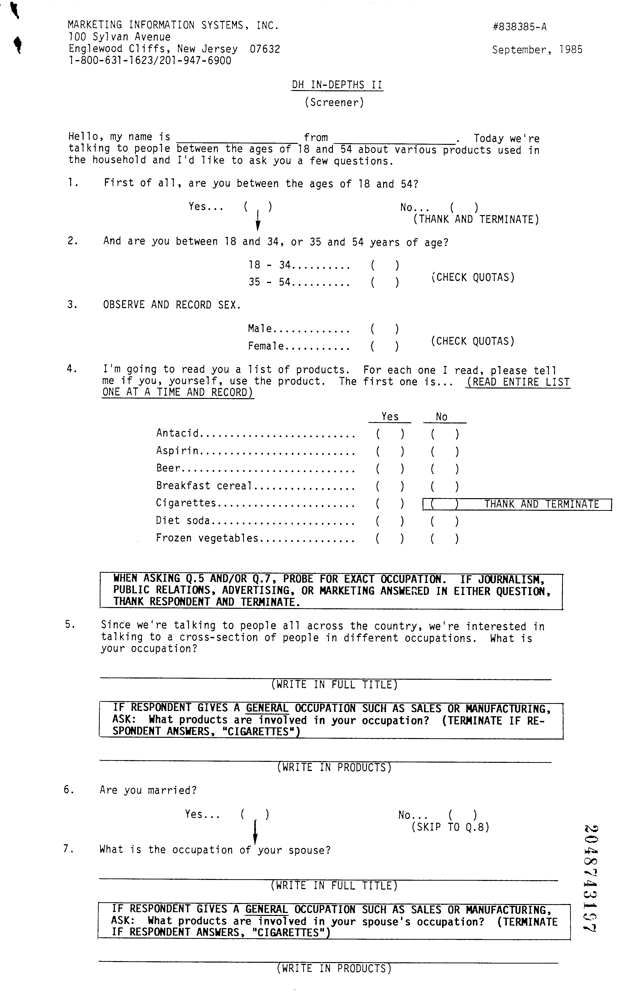 MARKETING INFORMATION SYSTEMS, INC. #838385-A
100 Sylvan Avenue
Englewood Cliffs, New Jersey 07632 September, 1985
1-800-631-1623/201-947-6900
DH IN-DEPTHS II
(Screener)
Hello, my name is ____________________ from ____________________. Today we're
talking to people between the ages of 18 and 54 about various products used in
the household and I'd like to ask you a few questions.
1. First of all, are you between the ages of 18 and 54?
Yes... ( ) No... ( )
(THANK AND TERMINATE)
2. And are you between 18 and 34, or 35 and 54 years of age?
18 - 34.......... ( )
35 - 54.......... ( ) (CHECK QUOTAS)
3. OBSERVE AND RECORD SEX.
Male............. ( )
Female........... ( ) (CHECK QUOTAS)
4. I'm going to read you a list of products. For each one I read, please tell
me if you, yourself, use the product. The first one is... (READ ENTIRE LIST
ONE AT A TIME AND RECORD)
Yes No
Antacid.......................... ( ) ( )
Aspirin.......................... ( ) ( )
Beer............................. ( ) ( )
Breakfast cereal................. ( ) ( )
Cigarettes....................... ( ) ( ) THANK AND TERMINATE
Diet soda........................ ( ) ( )
Frozen vegetables................ ( ) ( )
WHEN ASKING Q.5 AND/OR Q.7, PROBE FOR EXACT OCCUPATION. IF JOURNALISM,
PUBLIC RELATIONS, ADVERTISING, OR MARKETING ANSWERED IN EITHER QUESTION,
THANK RESPONDENT AND TERMINATE.
5. Since we're talking to people all across the country, we're interested in
talking to a cross-section of people in different occupations. What is
your occupation?
(WRITE IN FULL TITLE)
IF RESPONDENT GIVES A GENERAL OCCUPATION SUCH AS SALES OR MANUFACTURING,
ASK: What products are involved in your occupation? (TERMINATE IF RE-
SPONDENT ANSWERS, "CIGARETTES")
(WRITE IN PRODUCTS)
6. Are you married?
Yes... ( ) No... ( )
(SKIP TO Q.8)
7. What is the occupation of your spouse?
(WRITE IN FULL TITLE)
IF RESPONDENT GIVES A GENERAL OCCUPATION SUCH AS SALES OR MANUFACTURING,
ASK: What products are involved in your spouse's occupation? (TERMINATE
IF RESPONDENT ANSWERS, "CIGARETTES")
(WRITE IN PRODUCTS)
2048743197